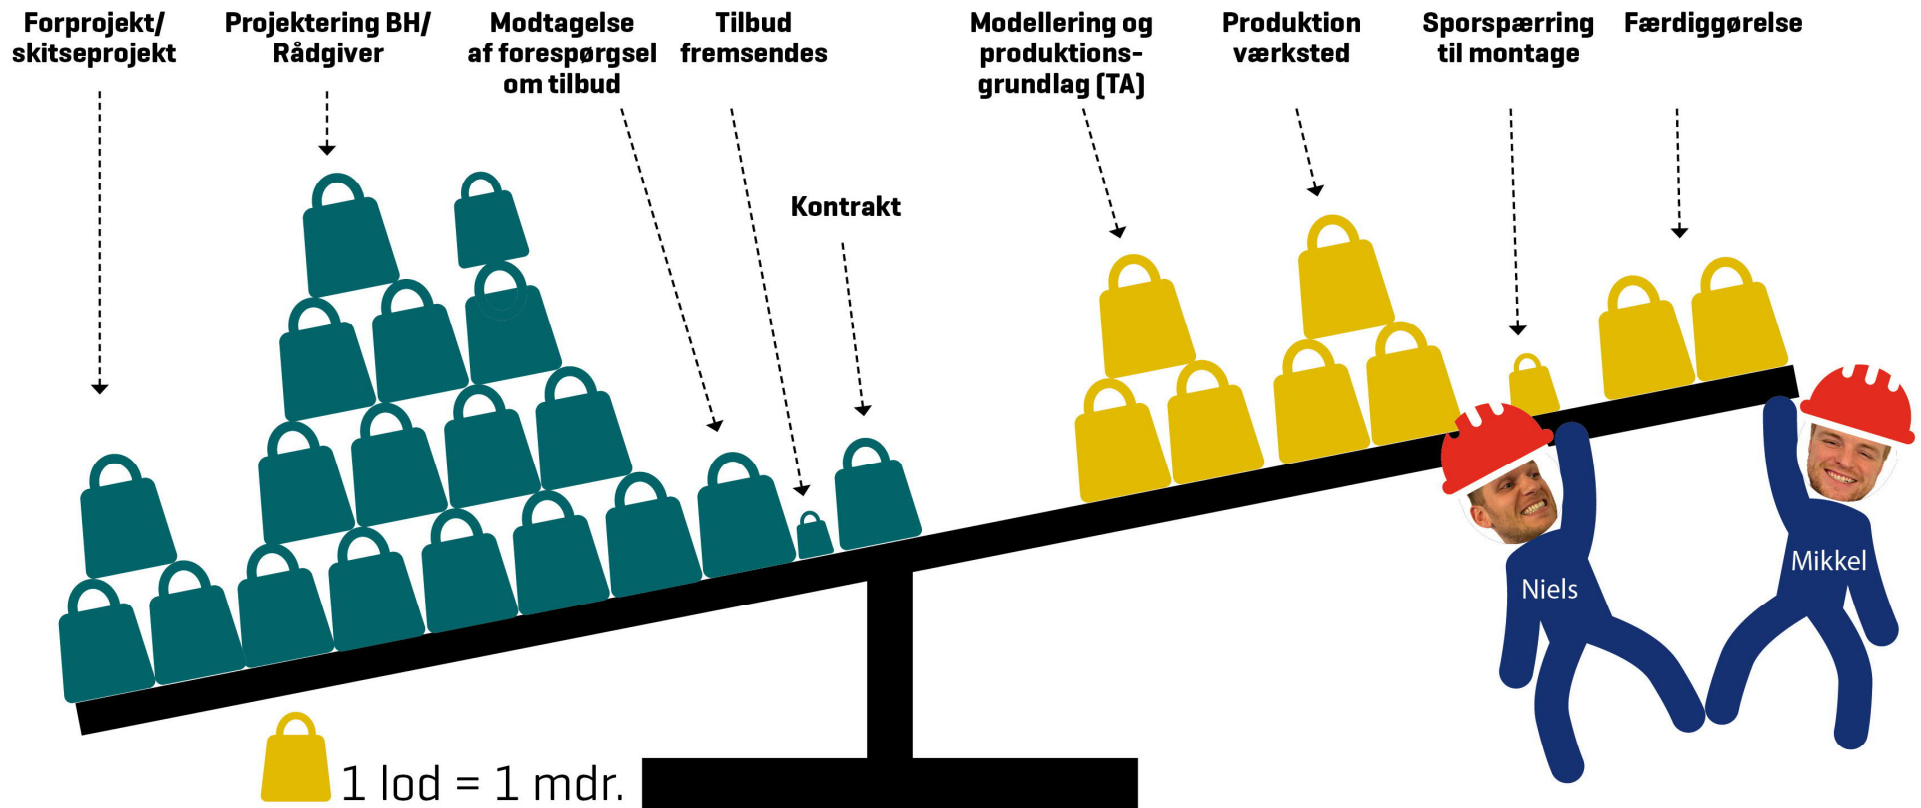 Forprojekt/
skitseprojekt
Projektering BH/
Rådgiver
Modtagelse
af forespørgsel
om tilbud
Tilbud
fremsendes
Kontrakt
Modellering og
produktions-
grundlag (TA)
Produktion
værksted
Sporspærring
til montage
Færdiggørelse
Niels
Mikkel
1 lod = 1 mdr.